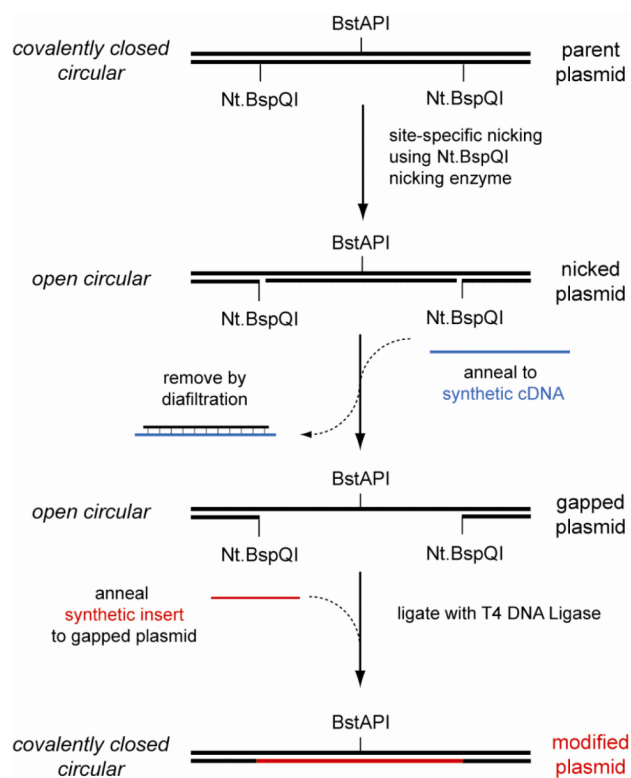 BstAPI
covalently closed
circular
parent
plasmid
Nt.BspQI
Nt.BspQI
site-specific nicking
using Nt.BspQI
nicking enzyme
BstAPI
open circular
nicked
plasmid
Nt.BspQI
Nt.BspQI
remove by
diafiltration
anneal to
synthetic cDNA
BstAPI
open circular
gapped
plasmid
Nt.BspQI
Nt.BspQI
anneal
synthetic insert
to gapped plasmid
ligate with T4 DNA Ligase
BstAPI
covalently closed
circular
modified
plasmid